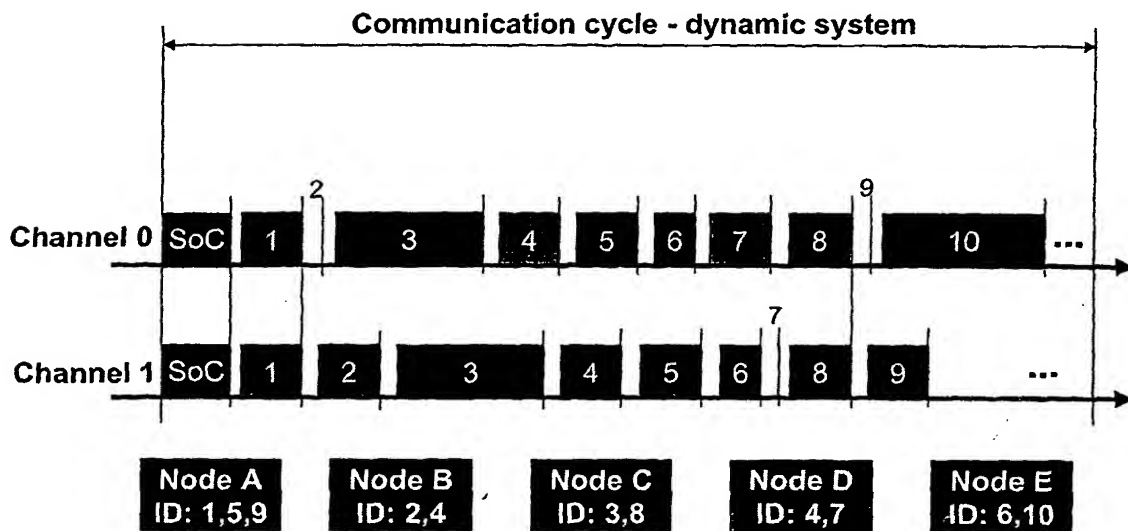 Communication cycle - dynamic system
2 9
Channel 0 SoC 1 3 4 5 6 7 8 10 ...
7
Channel 1 SoC 1 2 3 4 5 6 8 9 ...
Node A Node B Node C Node D Node E
ID: 1,5,9 ID: 2,4 ID: 3,8 ID: 4,7 ID: 6,10